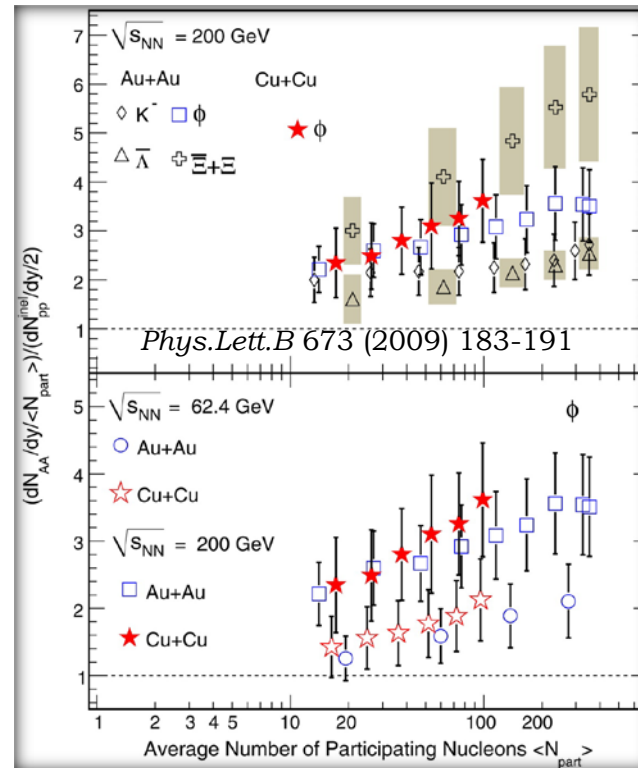 √s_NN = 200 GeV
Au+Au Cu+Cu
K⁻ ϕ ϕ
Λ̅ Ξ̅+Ξ
7
6
5
4
3
2
1
Phys.Lett.B 673 (2009) 183-191
(dN_AA/dy/<N_part>)/(dN_pp^inel/dy/2)
√s_NN = 62.4 GeV ϕ
Au+Au
Cu+Cu
√s_NN = 200 GeV
Au+Au
Cu+Cu
5
4
3
2
1
1 2 3 4 5 10 20 100 200
Average Number of Participating Nucleons <N_part>